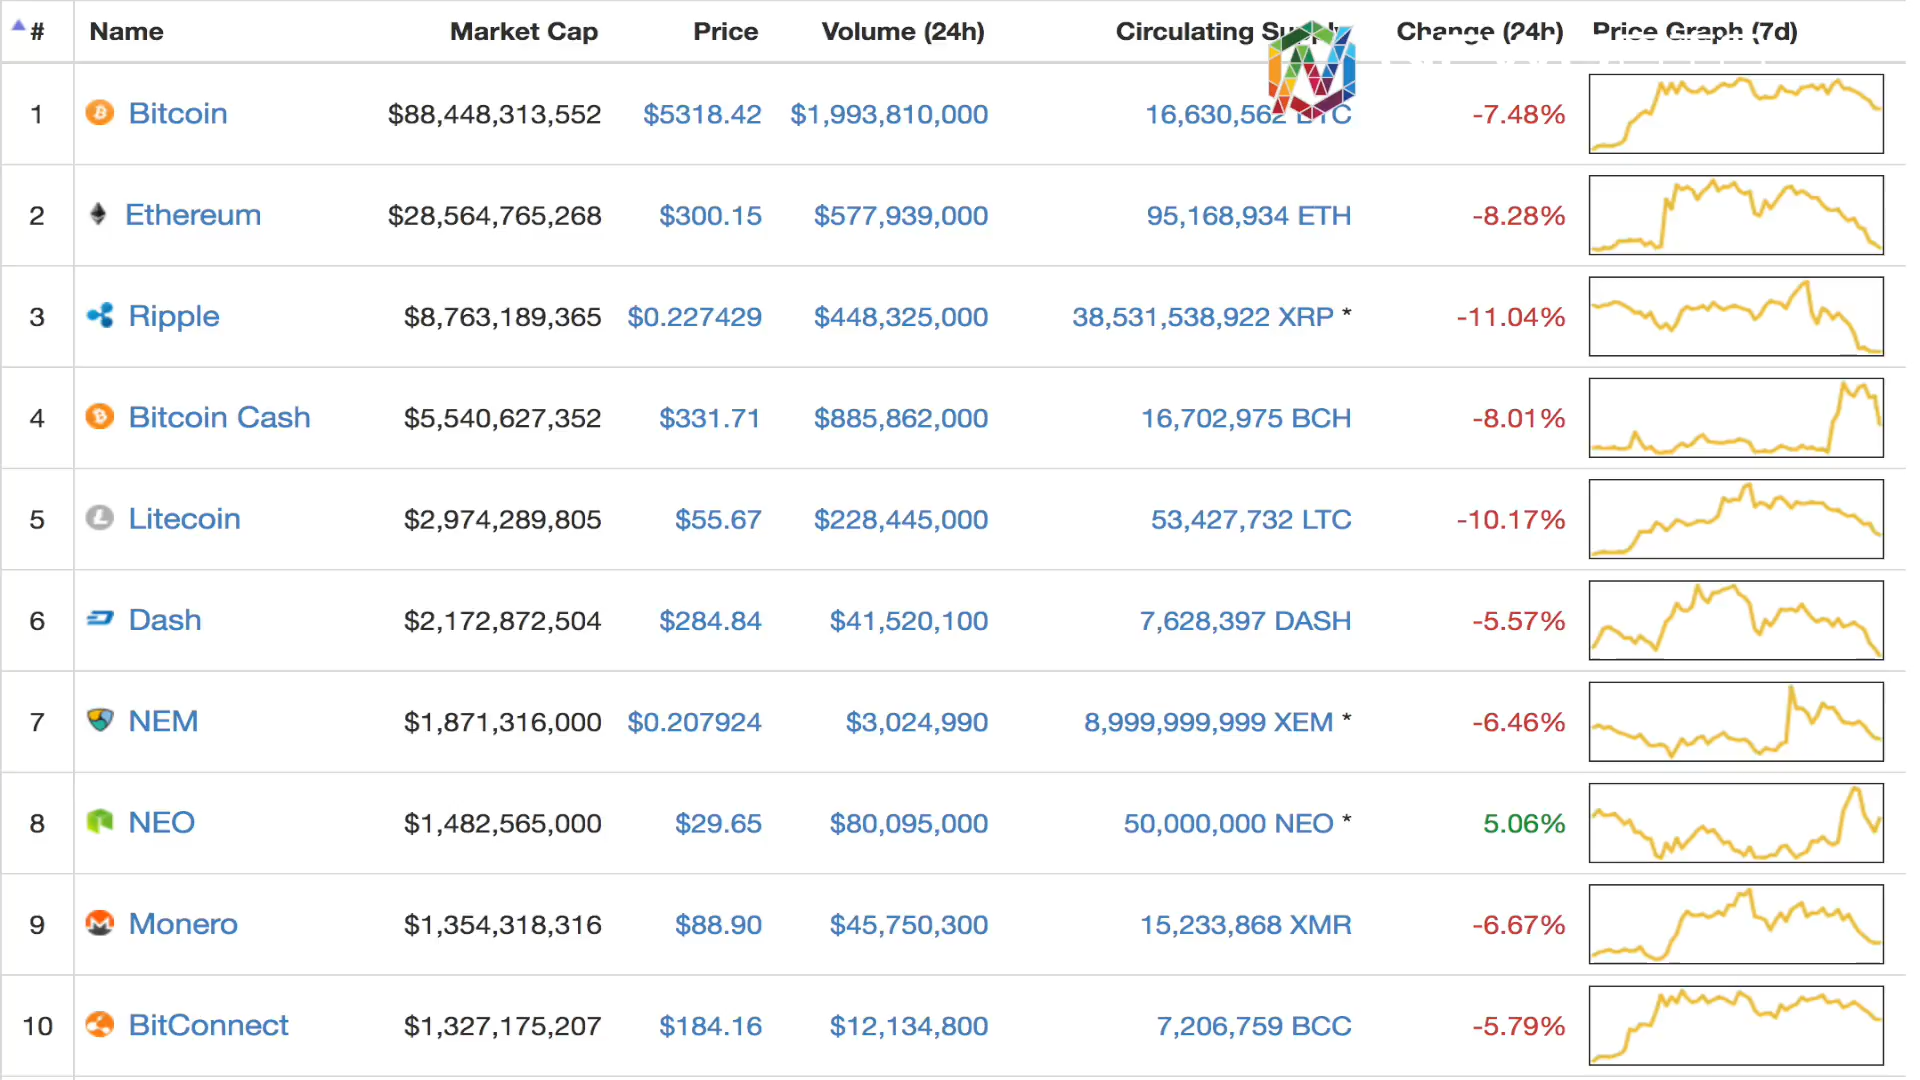 # Name Market Cap Price Volume (24h) Circulating Supply Change (24h) Price Graph (7d)
1 Bitcoin $88,448,313,552 $5318.42 $1,993,810,000 16,630,562 BTC -7.48%
2 Ethereum $28,564,765,268 $300.15 $577,939,000 95,168,934 ETH -8.28%
3 Ripple $8,763,189,365 $0.227429 $448,325,000 38,531,538,922 XRP * -11.04%
4 Bitcoin Cash $5,540,627,352 $331.71 $885,862,000 16,702,975 BCH -8.01%
5 Litecoin $2,974,289,805 $55.67 $228,445,000 53,427,732 LTC -10.17%
6 Dash $2,172,872,504 $284.84 $41,520,100 7,628,397 DASH -5.57%
7 NEM $1,871,316,000 $0.207924 $3,024,990 8,999,999,999 XEM * -6.46%
8 NEO $1,482,565,000 $29.65 $80,095,000 50,000,000 NEO * 5.06%
9 Monero $1,354,318,316 $88.90 $45,750,300 15,233,868 XMR -6.67%
10 BitConnect $1,327,175,207 $184.16 $12,134,800 7,206,759 BCC -5.79%